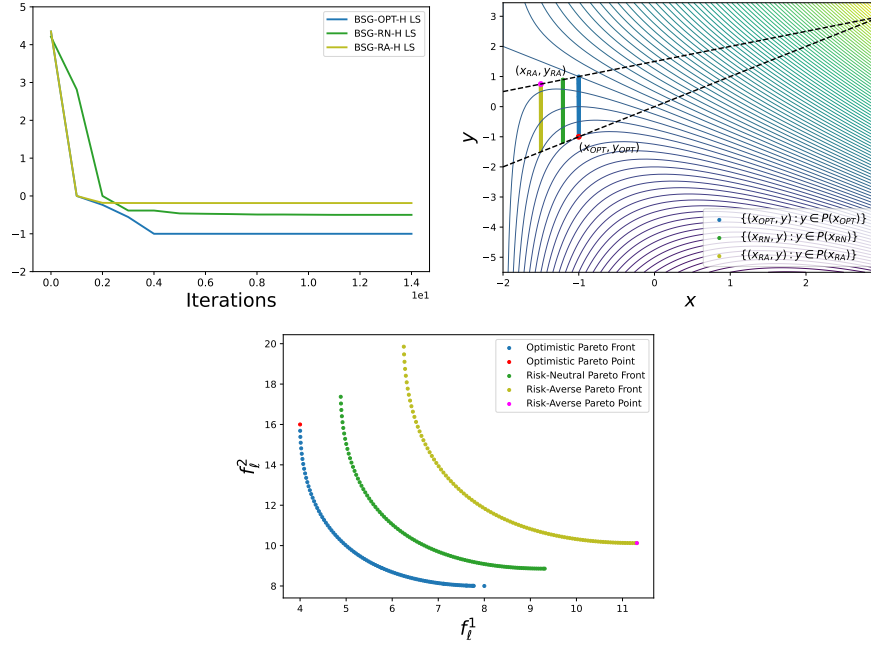 5
4
3
2
1
0
−1
−2
0.0 0.2 0.4 0.6 0.8 1.0 1.2 1.4
1e1
Iterations
BSG-OPT-H LS
BSG-RN-H LS
BSG-RA-H LS
3
2
1
0
−1
−2
−3
−4
−5
y
−2 −1 0 1 2
x
(x_RA, y_RA)
(x_OPT, y_OPT)
{(x_OPT, y) : y ∈ P(x_OPT)}
{(x_RN, y) : y ∈ P(x_RN)}
{(x_RA, y) : y ∈ P(x_RA)}
20
18
16
14
12
10
8
f_ℓ^2
4 5 6 7 8 9 10 11
f_ℓ^1
Optimistic Pareto Front
Optimistic Pareto Point
Risk-Neutral Pareto Front
Risk-Averse Pareto Front
Risk-Averse Pareto Point